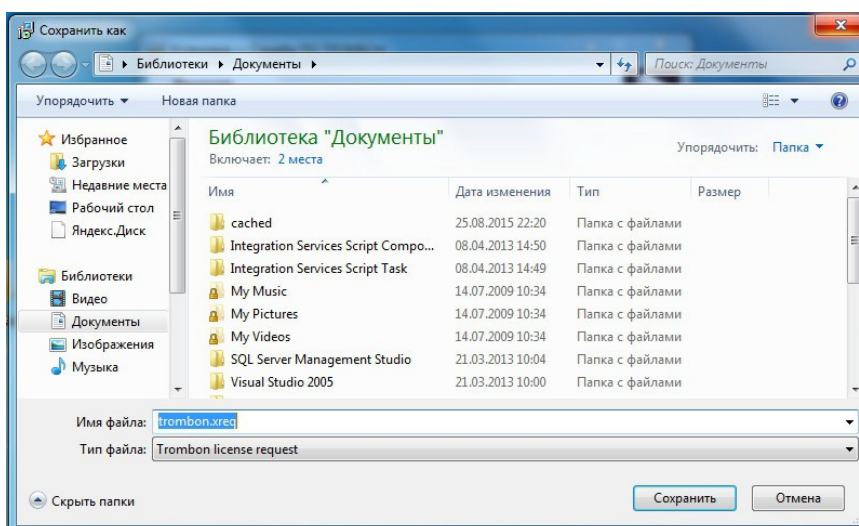 Сохранить как
Библиотеки Документы
Поиск: Документы
Упорядочить Новая папка
Избранное
Загрузки
Недавние места
Рабочий стол
Яндекс.Диск
Библиотеки
Видео
Документы
Изображения
Музыка
Библиотека "Документы"
Включает: 2 места
Упорядочить: Папка
Имя Дата изменения Тип Размер
cached 25.08.2015 22:20 Папка с файлами
Integration Services Script Compo... 08.04.2013 14:50 Папка с файлами
Integration Services Script Task 08.04.2013 14:49 Папка с файлами
My Music 14.07.2009 10:34 Папка с файлами
My Pictures 14.07.2009 10:34 Папка с файлами
My Videos 14.07.2009 10:34 Папка с файлами
SQL Server Management Studio 21.03.2013 10:04 Папка с файлами
Visual Studio 2005 21.03.2013 10:00 Папка с файлами
Имя файла: trombon.xreq
Тип файла: Trombon license request
Скрыть папки
Сохранить Отмена